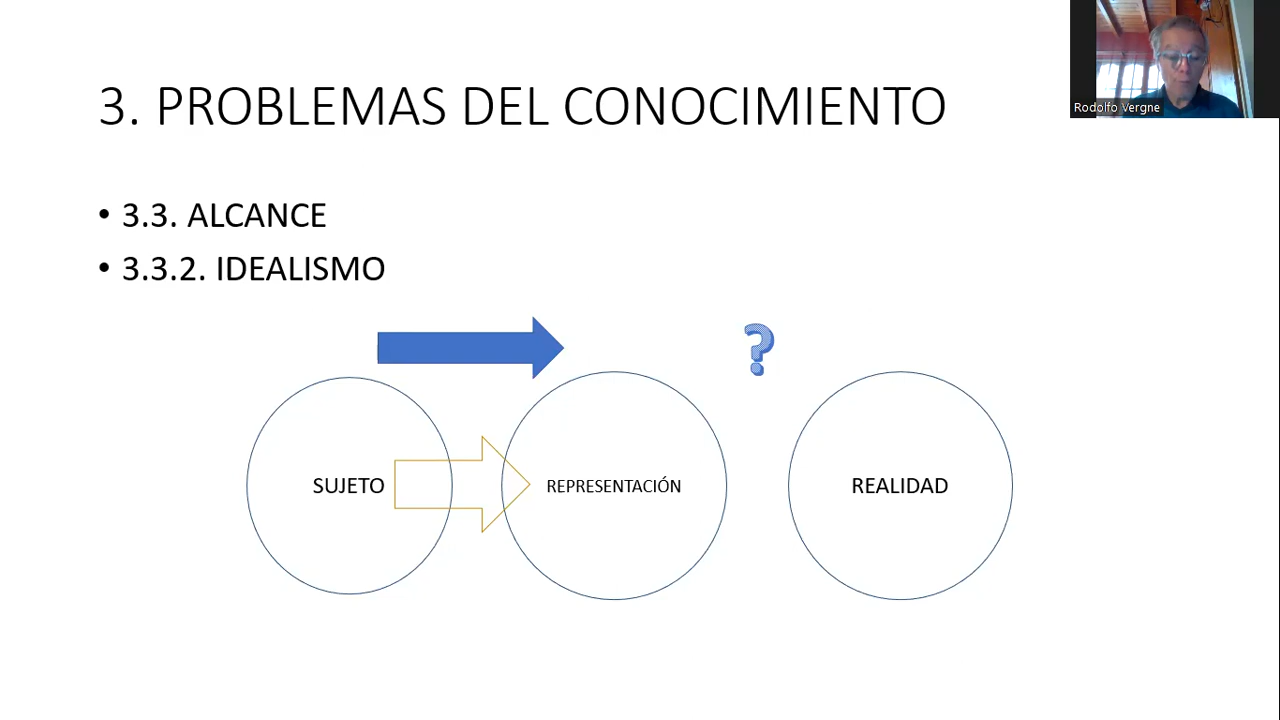 3. PROBLEMAS DEL CONOCIMIENTO
• 3.3. ALCANCE
• 3.3.2. IDEALISMO
?
SUJETO
REPRESENTACIÓN
REALIDAD
Rodolfo Vergne